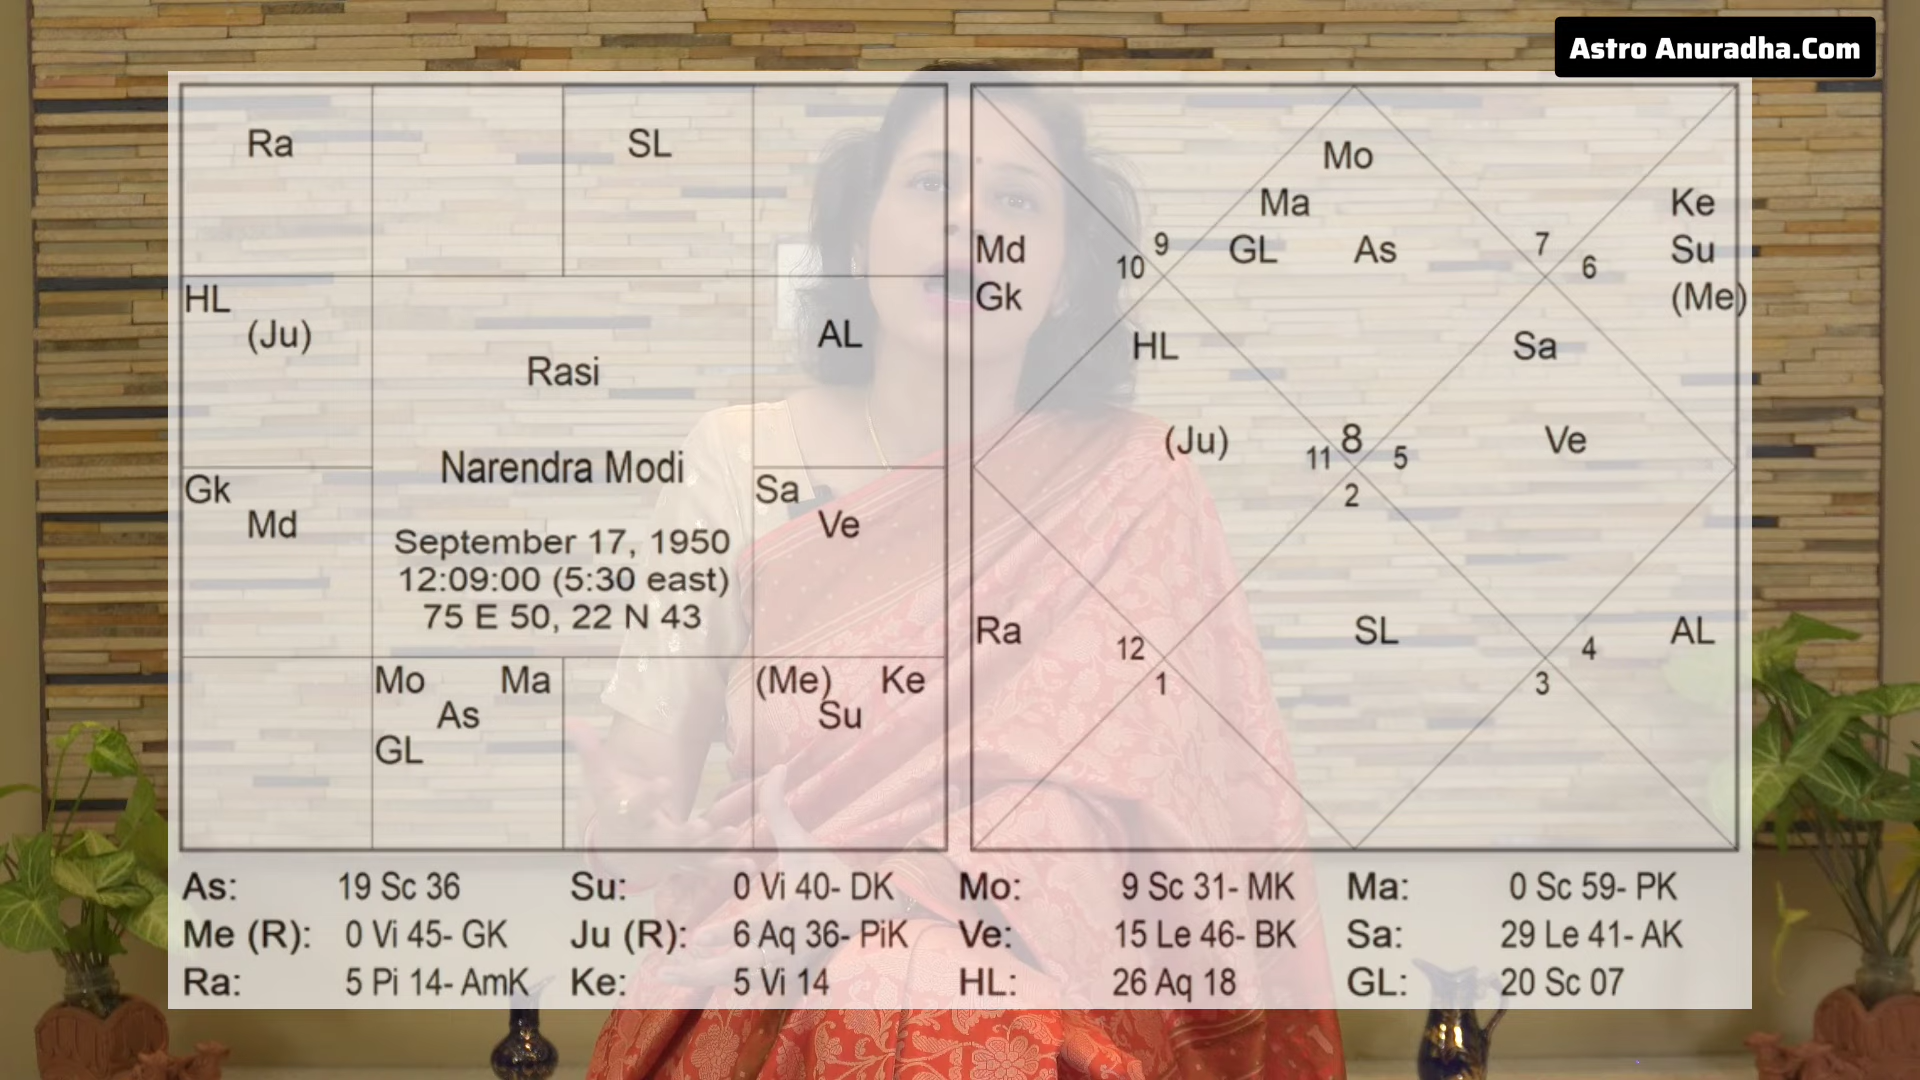 Astro Anuradha.Com
Ra
SL
HL
(Ju)
AL
Rasi
Narendra Modi
September 17, 1950
12:09:00 (5:30 east)
75 E 50, 22 N 43
Gk
Md
Sa
Ve
Mo Ma
As
GL
(Me) Ke
Su
Mo
Ma
GL As
Md
Gk
9
10
7
6
Ke
Su
(Me)
HL
(Ju)
Sa
Ve
8
11 5
2
Ra
12
1
SL
4
3
AL
As: 19 Sc 36 Su: 0 Vi 40- DK Mo: 9 Sc 31- MK Ma: 0 Sc 59- PK
Me (R): 0 Vi 45- GK Ju (R): 6 Aq 36- PiK Ve: 15 Le 46- BK Sa: 29 Le 41- AK
Ra: 5 Pi 14- AmK Ke: 5 Vi 14 HL: 26 Aq 18 GL: 20 Sc 07